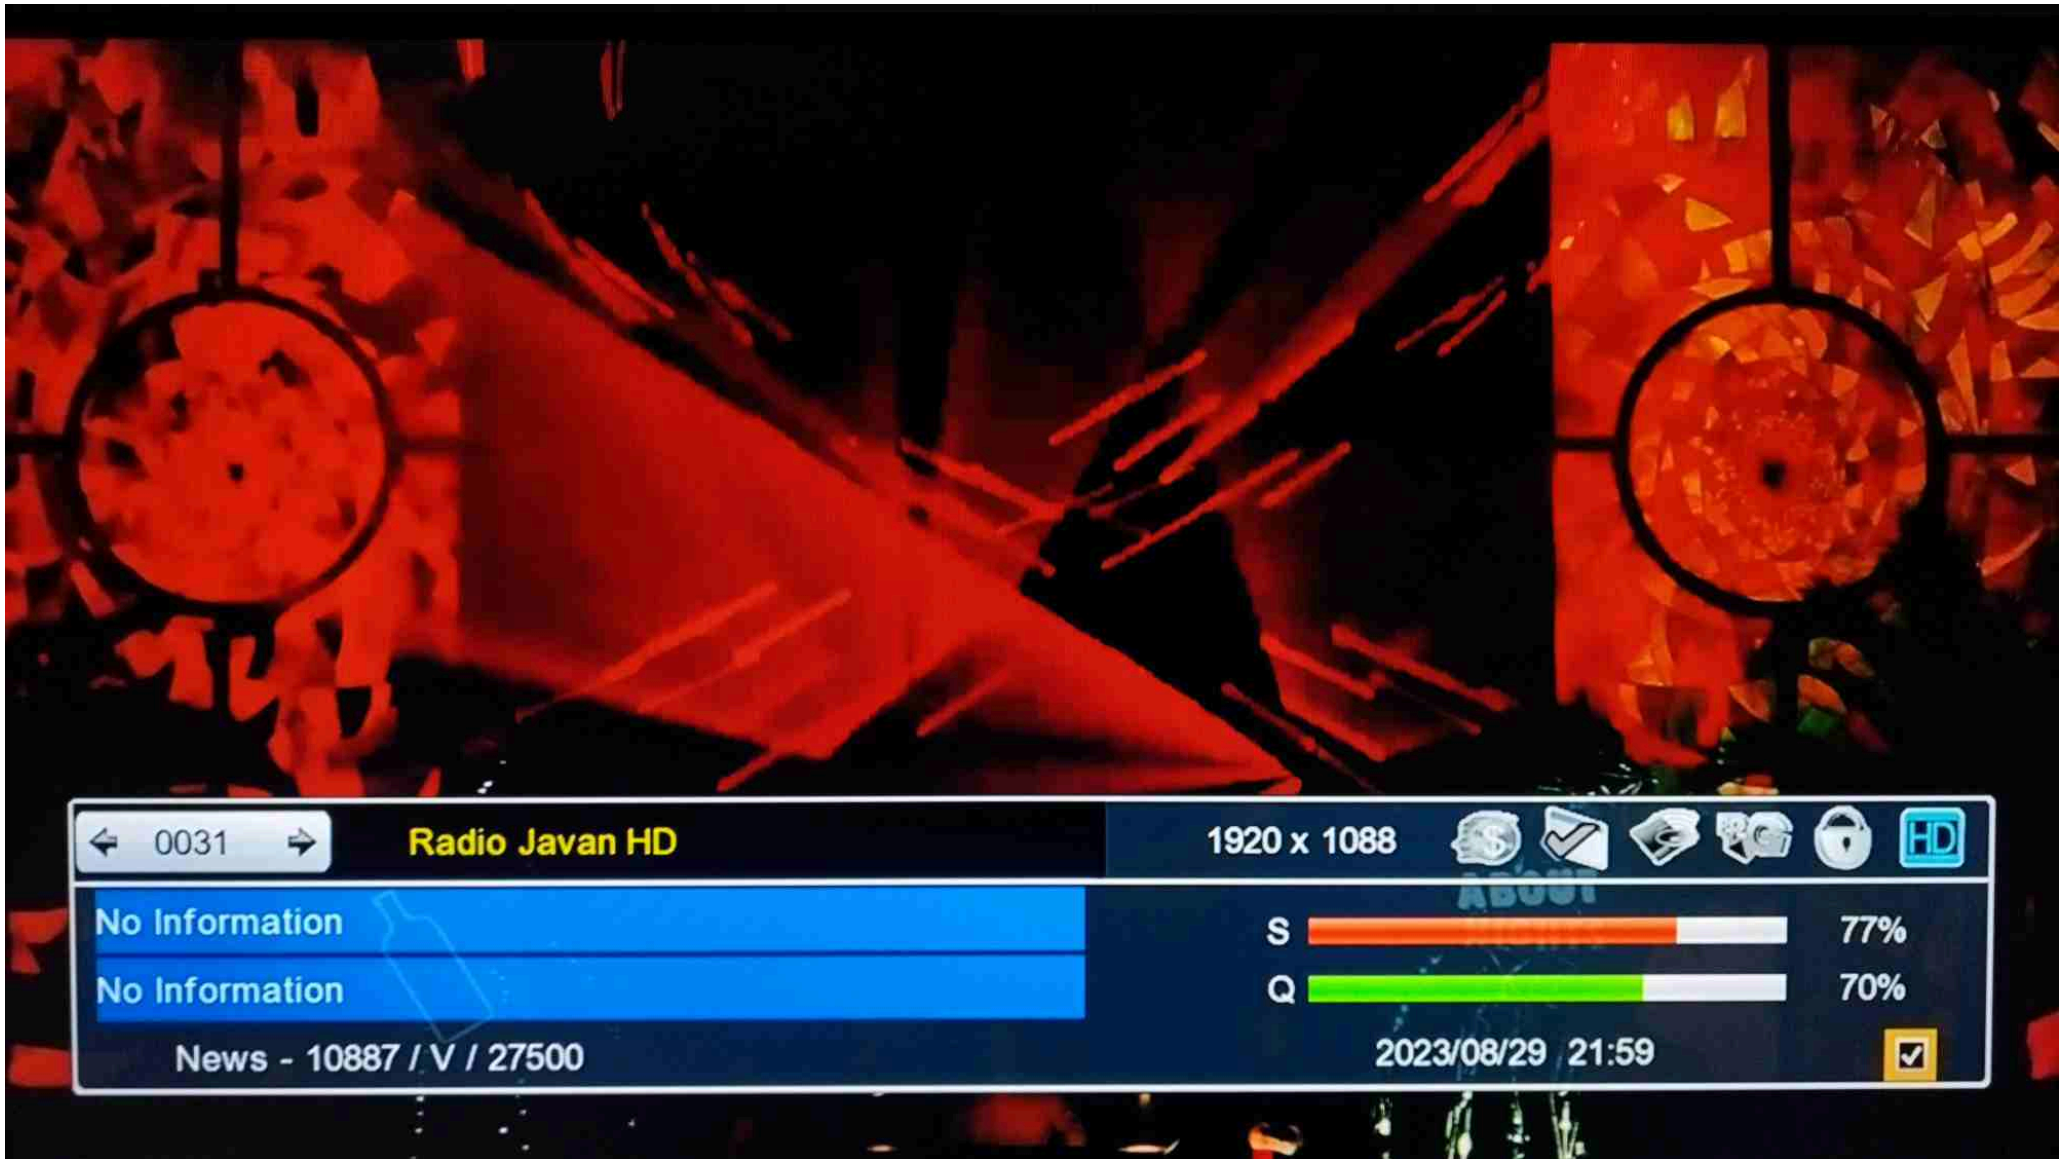 0031 Radio Javan HD 1920 x 1088 HD
No Information
ABOUT
S 77%
No Information
Q 70%
News - 10887 / V / 27500 2023/08/29 21:59